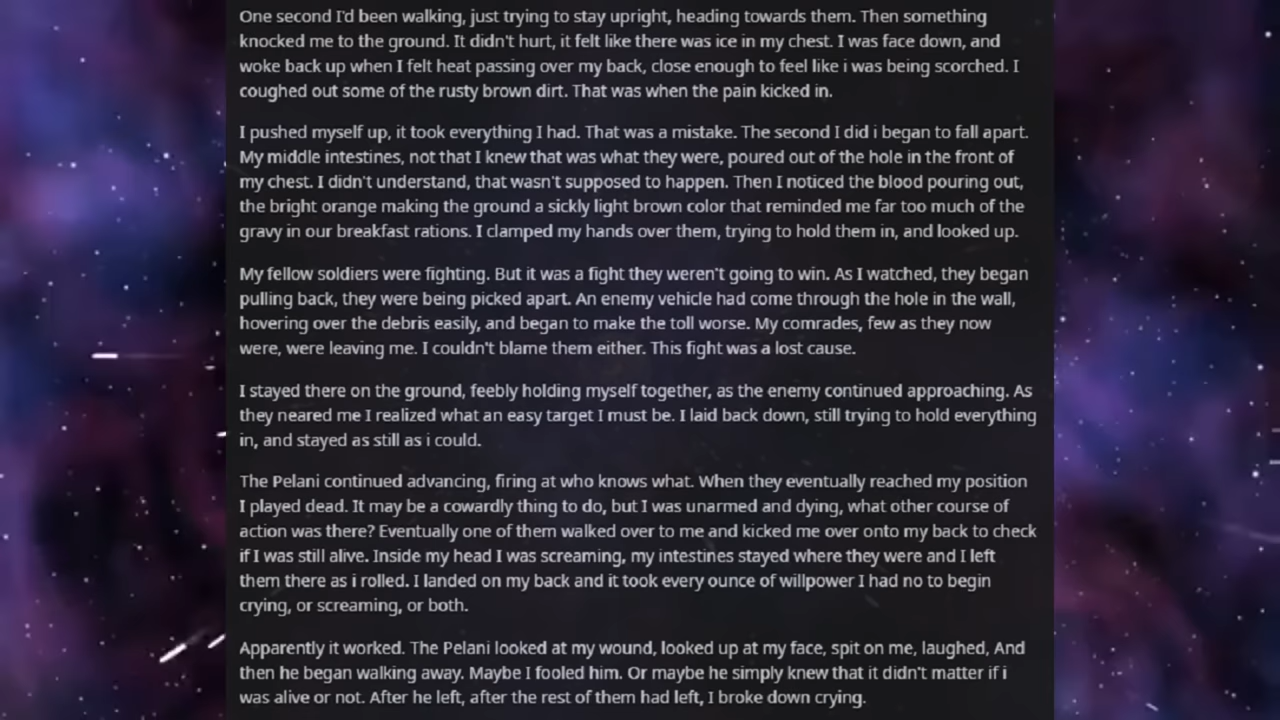 One second I'd been walking, just trying to stay upright, heading towards them. Then something
knocked me to the ground. It didn't hurt, it felt like there was ice in my chest. I was face down, and
woke back up when I felt heat passing over my back, close enough to feel like i was being scorched. I
coughed out some of the rusty brown dirt. That was when the pain kicked in.
I pushed myself up, it took everything I had. That was a mistake. The second I did i began to fall apart.
My middle intestines, not that I knew that was what they were, poured out of the hole in the front of
my chest. I didn't understand, that wasn't supposed to happen. Then I noticed the blood pouring out,
the bright orange making the ground a sickly light brown color that reminded me far too much of the
gravy in our breakfast rations. I clamped my hands over them, trying to hold them in, and looked up.
My fellow soldiers were fighting. But it was a fight they weren't going to win. As I watched, they began
pulling back, they were being picked apart. An enemy vehicle had come through the hole in the wall,
hovering over the debris easily, and began to make the toll worse. My comrades, few as they now
were, were leaving me. I couldn't blame them either. This fight was a lost cause.
I stayed there on the ground, feebly holding myself together, as the enemy continued approaching. As
they neared me I realized what an easy target I must be. I laid back down, still trying to hold everything
in, and stayed as still as i could.
The Pelani continued advancing, firing at who knows what. When they eventually reached my position
I played dead. It may be a cowardly thing to do, but I was unarmed and dying, what other course of
action was there? Eventually one of them walked over to me and kicked me over onto my back to check
if I was still alive. Inside my head I was screaming, my intestines stayed where they were and I left
them there as i rolled. I landed on my back and it took every ounce of willpower I had no to begin
crying, or screaming, or both.
Apparently it worked. The Pelani looked at my wound, looked up at my face, spit on me, laughed, And
then he began walking away. Maybe I fooled him. Or maybe he simply knew that it didn't matter if i
was alive or not. After he left, after the rest of them had left, I broke down crying.